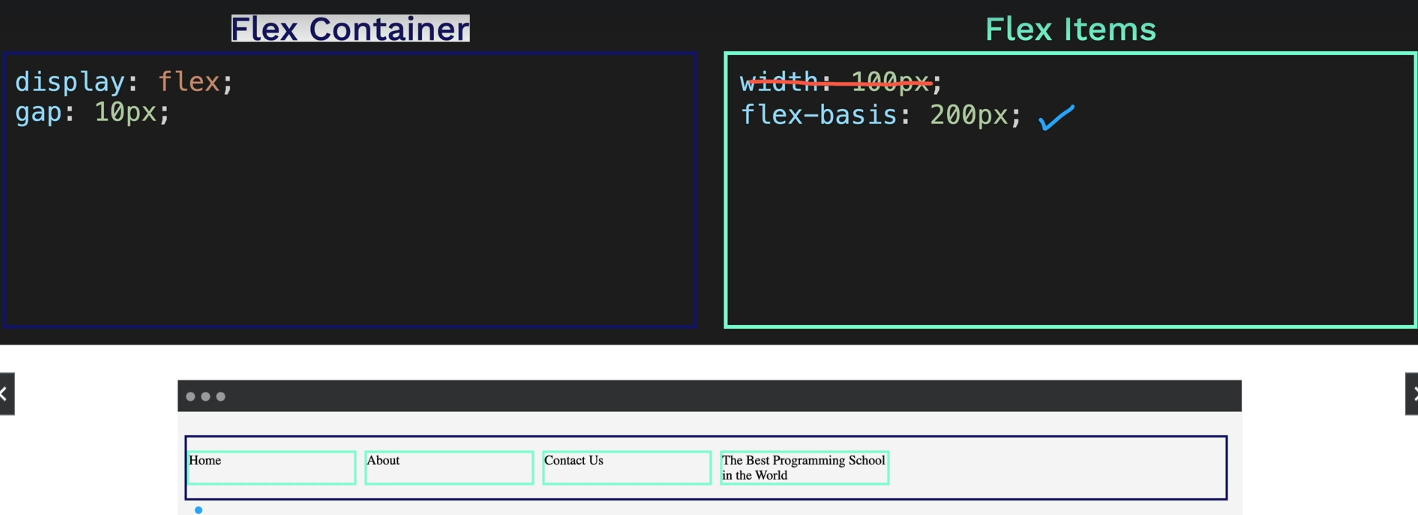 Flex Container
Flex Items
display: flex;
gap: 10px;
width: 100px;
flex-basis: 200px;
Home
About
Contact Us
The Best Programming School
in the World